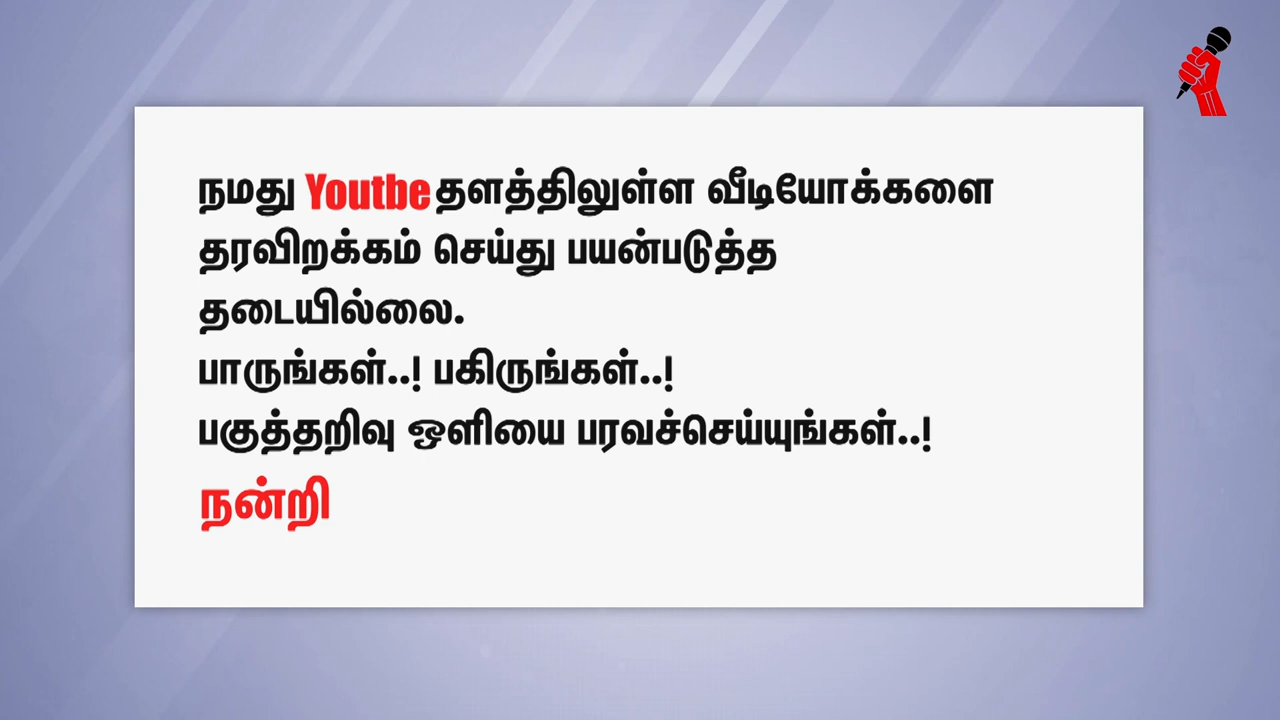 நமது Youtbe தளத்திலுள்ள வீடியோக்களை
தரவிறக்கம் செய்து பயன்படுத்த
தடையில்லை.
பாருங்கள்..! பகிருங்கள்..!
பகுத்தறிவு ஒளியை பரவச்செய்யுங்கள்..!
நன்றி